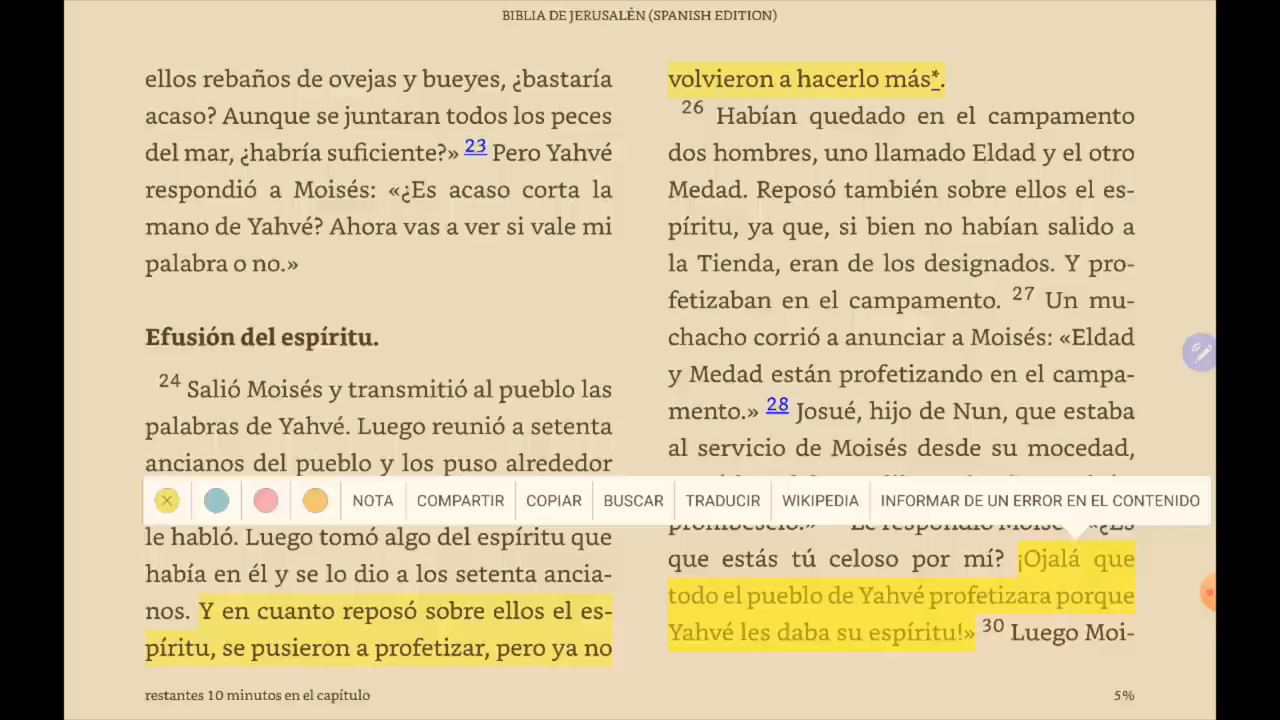 BIBLIA DE JERUSALÉN (SPANISH EDITION)
ellos rebaños de ovejas y bueyes, ¿bastaría
acaso? Aunque se juntaran todos los peces
del mar, ¿habría suficiente?» 23 Pero Yahvé
respondió a Moisés: «¿Es acaso corta la
mano de Yahvé? Ahora vas a ver si vale mi
palabra o no.»
Efusión del espíritu.
24 Salió Moisés y transmitió al pueblo las
palabras de Yahvé. Luego reunió a setenta
ancianos del pueblo y los puso alrededor
le habló. Luego tomó algo del espíritu que
había en él y se lo dio a los setenta ancia-
nos. Y en cuanto reposó sobre ellos el es-
píritu, se pusieron a profetizar, pero ya no
volvieron a hacerlo más*.
26 Habían quedado en el campamento
dos hombres, uno llamado Eldad y el otro
Medad. Reposó también sobre ellos el es-
píritu, ya que, si bien no habían salido a
la Tienda, eran de los designados. Y pro-
fetizaban en el campamento. 27 Un mu-
chacho corrió a anunciar a Moisés: «Eldad
y Medad están profetizando en el campa-
mento.» 28 Josué, hijo de Nun, que estaba
al servicio de Moisés desde su mocedad,
NOTA COMPARTIR COPIAR BUSCAR TRADUCIR WIKIPEDIA INFORMAR DE UN ERROR EN EL CONTENIDO
que estás tú celoso por mí? ¡Ojalá que
todo el pueblo de Yahvé profetizara porque
Yahvé les daba su espíritu!» 30 Luego Moi-
restantes 10 minutos en el capítulo
5%